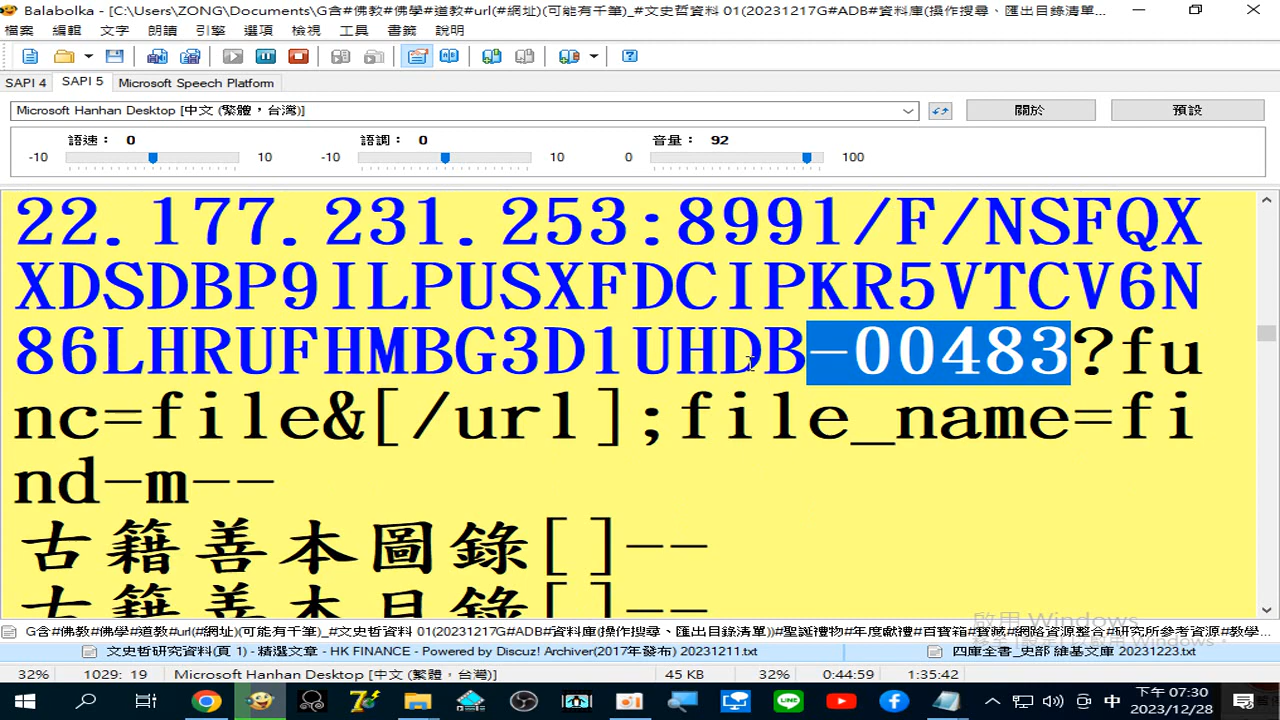 Balabolka - [C:\Users\ZONG\Documents\G含#佛教#佛學#道教#url(#網址)(可能有千筆)_#文史哲資料 01(20231217G#ADB#資料庫(操作搜尋、匯出目錄清單...
檔案 編輯 文字 朗讀 引擎 選項 檢視 工具 書籤 說明
SAPI 4 SAPI 5 Microsoft Speech Platform
Microsoft Hanhan Desktop [中文 (繁體，台灣)] 關於 預設
語速： 0 語調： 0 音量： 92
-10 10 -10 10 0 100
22.177.231.253:8991/F/NSFQX
XDSDBP9ILPUSXFDCIPKR5VTCV6N
86LHRUFHMBG3D1UHDB-00483?fu
nc=file&[/url];file_name=fi
nd-m--
古籍善本圖錄[]--
古籍善本目錄[]--
啟用 Windows
G含#佛教#佛學#道教#url(#網址)(可能有千筆)_#文史哲資料 01(20231217G#ADB#資料庫(操作搜尋、匯出目錄清單))#聖誕禮物#年度獻禮#百寶箱#寶城#網路資源整合#研究所參考資源#教學...
文史哲研究資料(頁 1) - 精選文章 - HK FINANCE - Powered by Discuz! Archiver(2017年發布) 20231211.txt 四庫全書_史部 維基文庫 20231223.txt
32% 1029: 19 Microsoft Hanhan Desktop [中文 (繁體，台灣)] 45 KB 32% 0:44:59 1:35:42
中 下午 07:30
2023/12/28